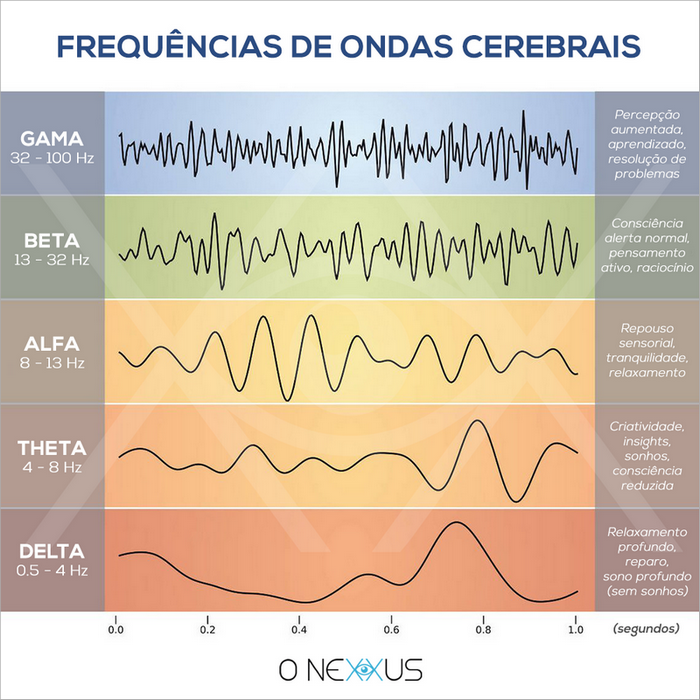 FREQUÊNCIAS DE ONDAS CEREBRAIS
GAMA
32 - 100 Hz
Percepção
aumentada,
aprendizado,
resolução de
problemas
BETA
13 - 32 Hz
Consciência
alerta normal,
pensamento
ativo, raciocínio
ALFA
8 - 13 Hz
Repouso
sensorial,
tranquilidade,
relaxamento
THETA
4 - 8 Hz
Criatividade,
insights,
sonhos,
consciência
reduzida
DELTA
0.5 - 4 Hz
Relaxamento
profundo,
reparo,
sono profundo
(sem sonhos)
0.0 0.2 0.4 0.6 0.8 1.0 (segundos)
O NEXXUS